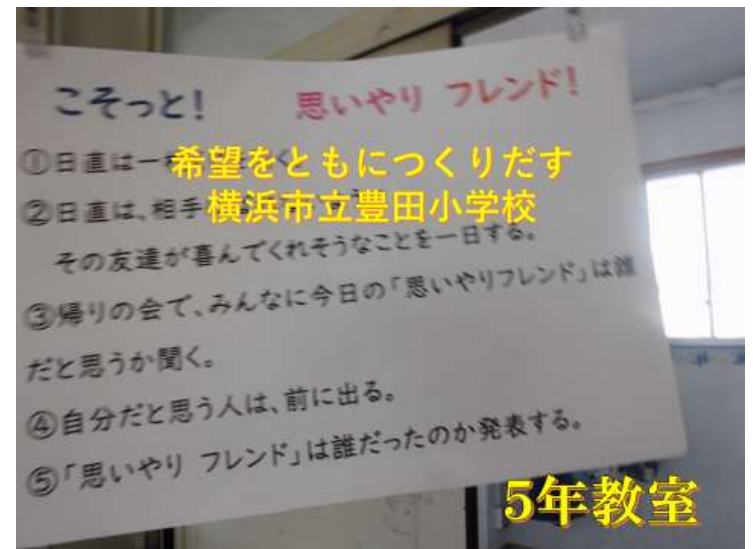 こそっと! 思いやり フレンド!
①日直は一
希望をともにつくりだす
②日直は、相手
横浜市立豊田小学校
その友達が喜んでくれそうなことを一日する。
③帰りの会で、みんなに今日の「思いやりフレンド」は誰
だと思うか聞く。
④自分だと思う人は、前に出る。
⑤「思いやり フレンド」は誰だったのか発表する。
5年教室